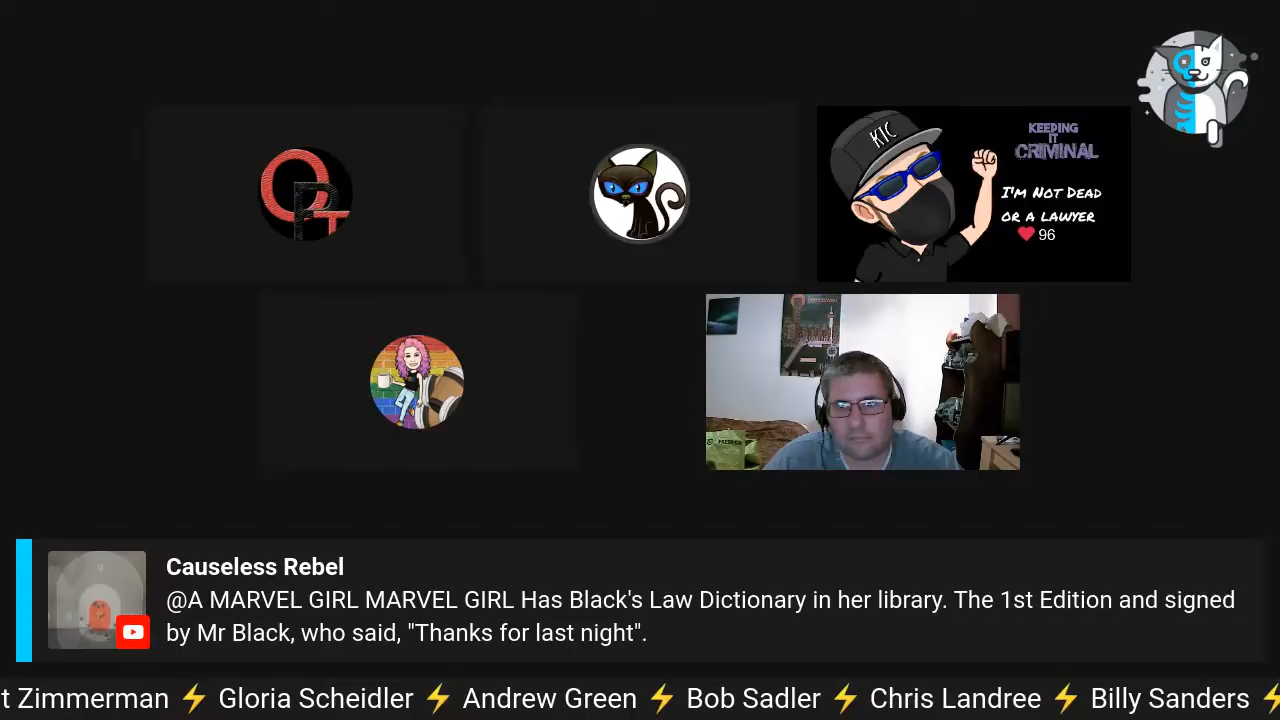 OPT
KIC
KEEPING
IT
CRIMINAL
I'M NOT DEAD
OR A LAWYER
96
Causeless Rebel
@A MARVEL GIRL MARVEL GIRL Has Black's Law Dictionary in her library. The 1st Edition and signed
by Mr Black, who said, "Thanks for last night".
t Zimmerman ⚡ Gloria Scheidler ⚡ Andrew Green ⚡ Bob Sadler ⚡ Chris Landree ⚡ Billy Sanders ⚡